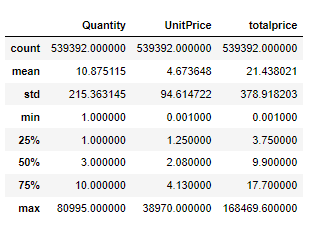 Quantity UnitPrice totalprice
count 539392.000000 539392.000000 539392.000000
mean 10.875115 4.673648 21.438021
std 215.363145 94.614722 378.918203
min 1.000000 0.001000 0.001000
25% 1.000000 1.250000 3.750000
50% 3.000000 2.080000 9.900000
75% 10.000000 4.130000 17.700000
max 80995.000000 38970.000000 168469.600000